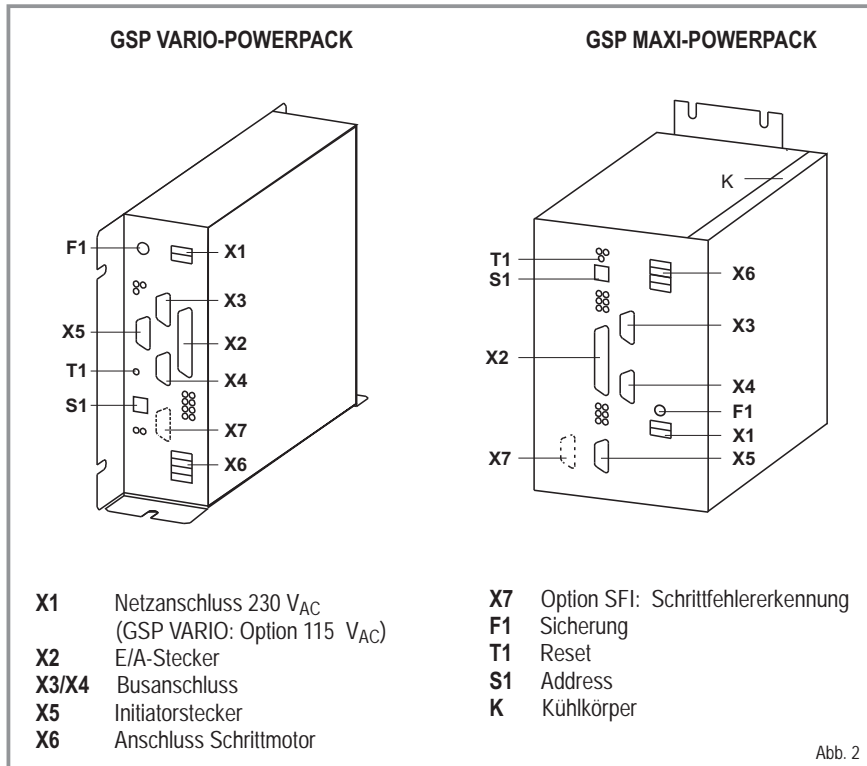 GSP VARIO-POWERPACK
F1
X1
X3
X5
X2
T1
X4
S1
X7
X6
GSP MAXI-POWERPACK
K
T1
S1
X6
X3
X2
X4
F1
X1
X7
X5
X1 Netzanschluss 230 VAC
(GSP VARIO: Option 115 VAC)
X2 E/A-Stecker
X3/X4 Busanschluss
X5 Initiatorstecker
X6 Anschluss Schrittmotor
X7 Option SFI: Schrittfehlererkennung
F1 Sicherung
T1 Reset
S1 Address
K Kühlkörper
Abb. 2